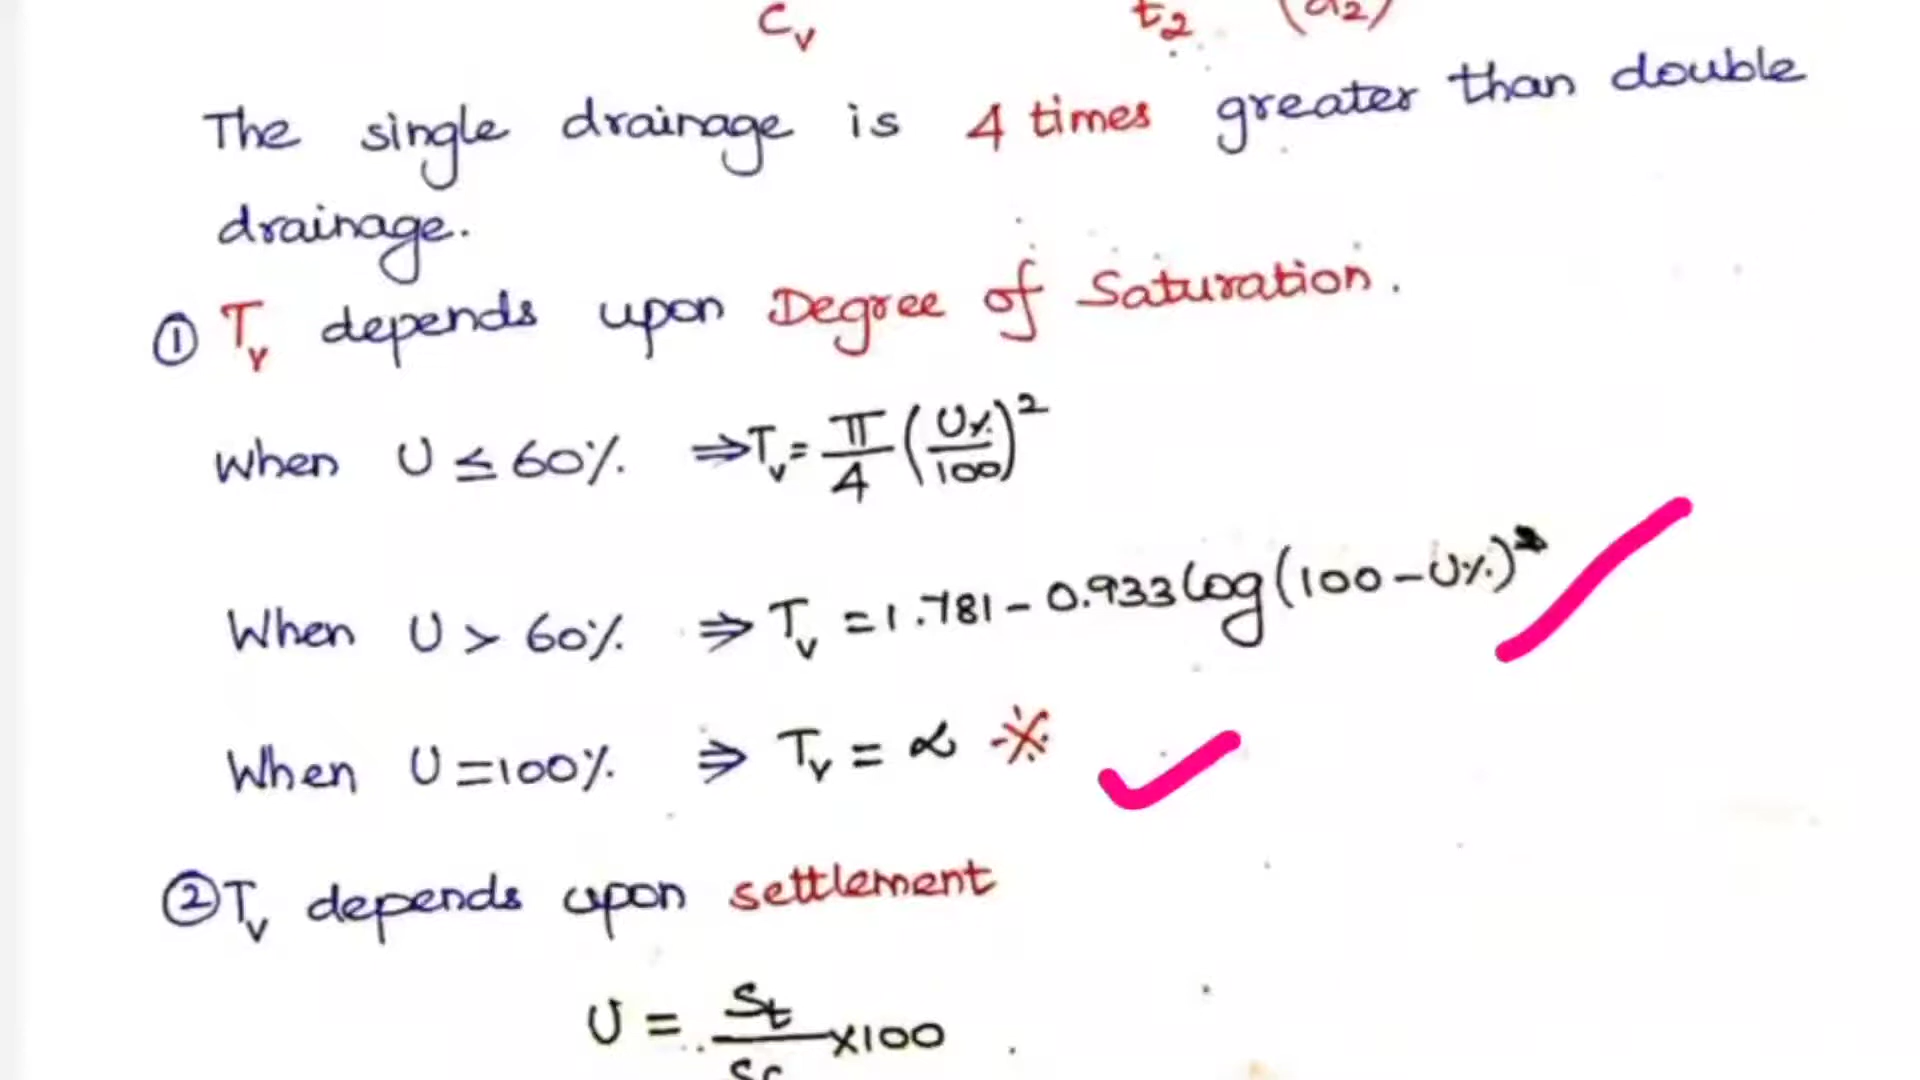 Cv t2 (d2)
The single drainage is 4 times greater than double
drainage.
① Tv depends upon Degree of Saturation.
When U ≤ 60% ⇒ Tv = π/4 (U%/100)²
When U > 60% ⇒ Tv = 1.781 - 0.933 log (100 - U%)
When U = 100% ⇒ Tv = ∝ ※
② Tv depends upon settlement
U = St/Sf ×100